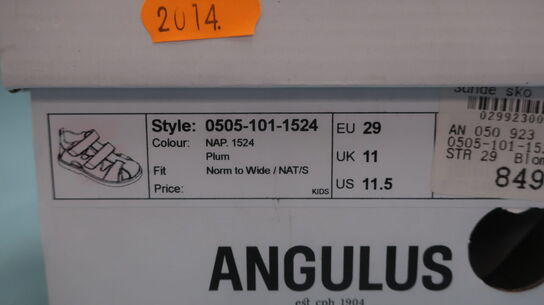 2014.
Style: 0505-101-1524
Colour: NAP. 1524
Plum
Fit Norm to Wide / NAT/S
Price:
KIDS
EU 29
UK 11
US 11.5
Sunde sko
02992300
AN 050 923
0505-101-15
STR 29 Blom
849
ANGULUS
est cph 1904